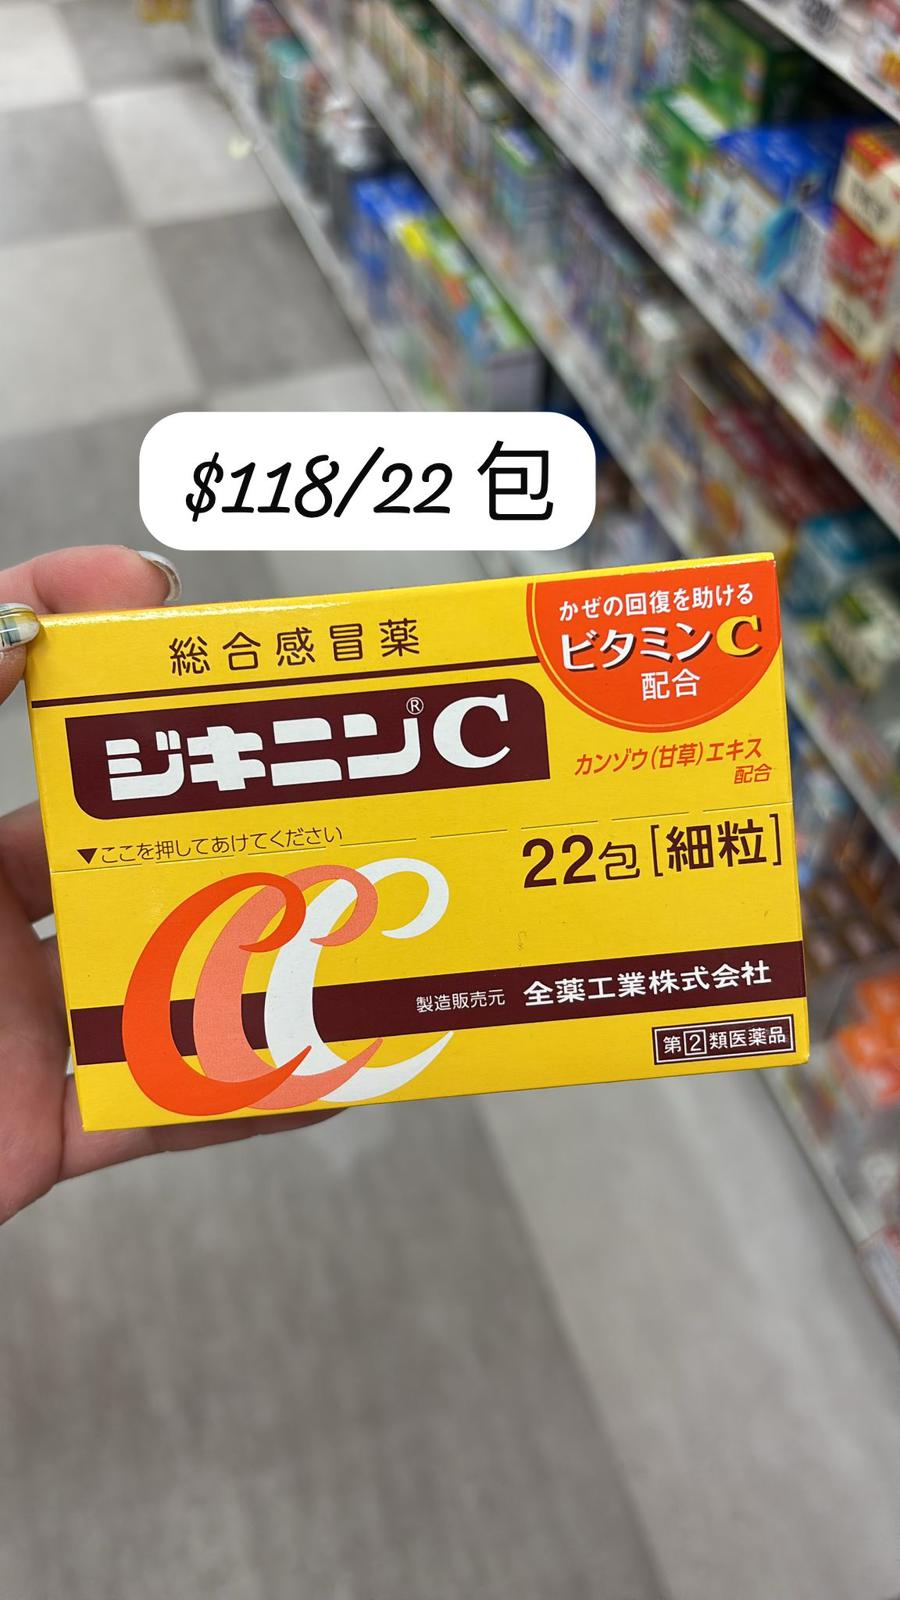 $118/22 包
総合感冒薬
ジキニン®C
かぜの回復を助ける
ビタミンC
配合
カンゾウ(甘草)エキス
配合
▼ここを押してあけてください
22包[細粒]
製造販売元 全薬工業株式会社
第②類医薬品